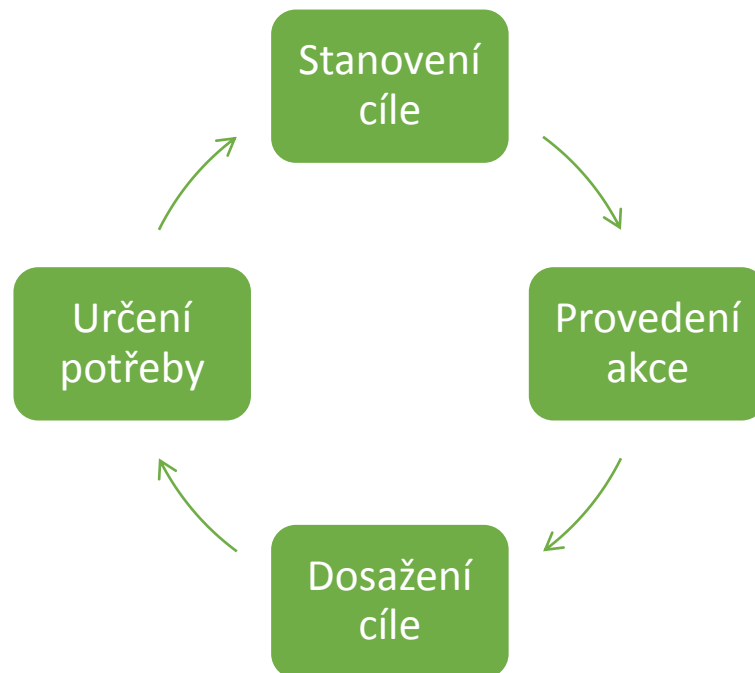 Stanovení
cíle
Určení
potřeby
Provedení
akce
Dosažení
cíle